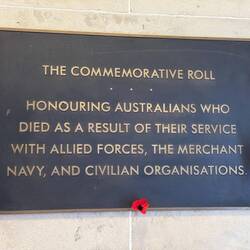 THE COMMEMORATIVE ROLL
. . .
HONOURING AUSTRALIANS WHO
DIED AS A RESULT OF THEIR SERVICE
WITH ALLIED FORCES, THE MERCHANT
NAVY, AND CIVILIAN ORGANISATIONS.